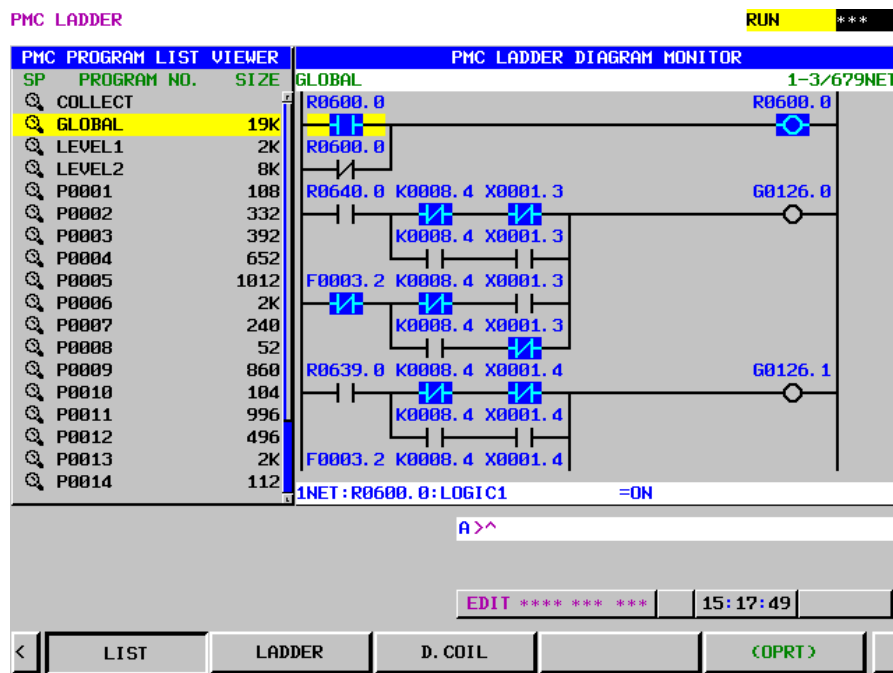 PMC LADDER
RUN ***
PMC PROGRAM LIST VIEWER
SP PROGRAM NO. SIZE
COLLECT
GLOBAL 19K
LEVEL1 2K
LEVEL2 8K
P0001 108
P0002 332
P0003 392
P0004 652
P0005 1012
P0006 2K
P0007 240
P0008 52
P0009 860
P0010 104
P0011 996
P0012 496
P0013 2K
P0014 112
PMC LADDER DIAGRAM MONITOR
GLOBAL 1-3/679NET
R0600.0 R0600.0
R0600.0
R0640.0 K0008.4 X0001.3 G0126.0
K0008.4 X0001.3
F0003.2 K0008.4 X0001.3
K0008.4 X0001.3
R0639.0 K0008.4 X0001.4 G0126.1
K0008.4 X0001.4
F0003.2 K0008.4 X0001.4
1NET:R0600.0:LOGIC1 =ON
A>^
EDIT **** *** *** 15:17:49
< LIST LADDER D.COIL (OPRT)